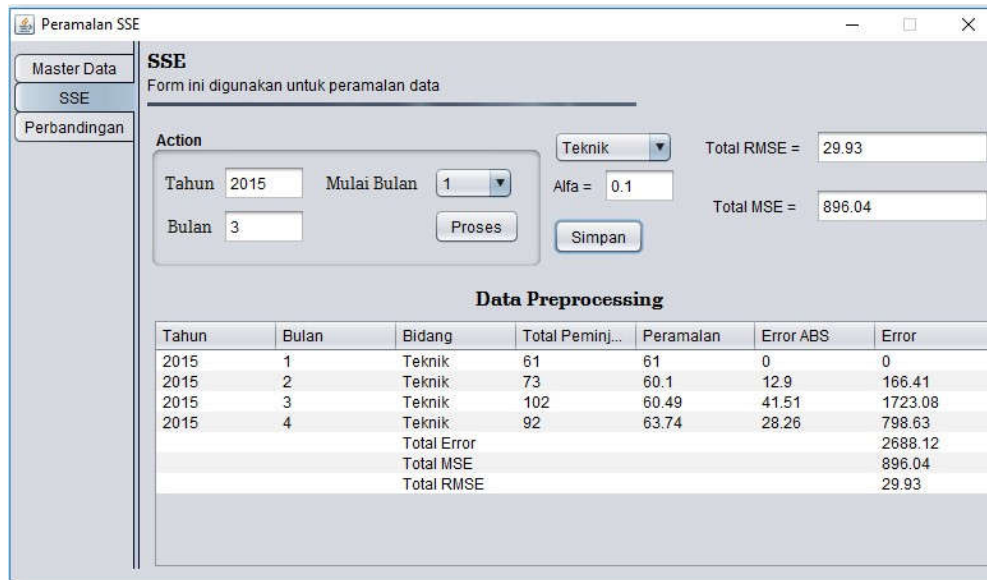 Peramalan SSE
Master Data
SSE
Perbandingan
SSE
Form ini digunakan untuk peramalan data
Action
Tahun 2015 Mulai Bulan 1
Bulan 3 Proses
Teknik
Alfa = 0.1
Simpan
Total RMSE = 29.93
Total MSE = 896.04
Data Preprocessing
Tahun Bulan Bidang Total Peminj... Peramalan Error ABS Error
2015 1 Teknik 61 61 0 0
2015 2 Teknik 73 60.1 12.9 166.41
2015 3 Teknik 102 60.49 41.51 1723.08
2015 4 Teknik 92 63.74 28.26 798.63
Total Error 2688.12
Total MSE 896.04
Total RMSE 29.93